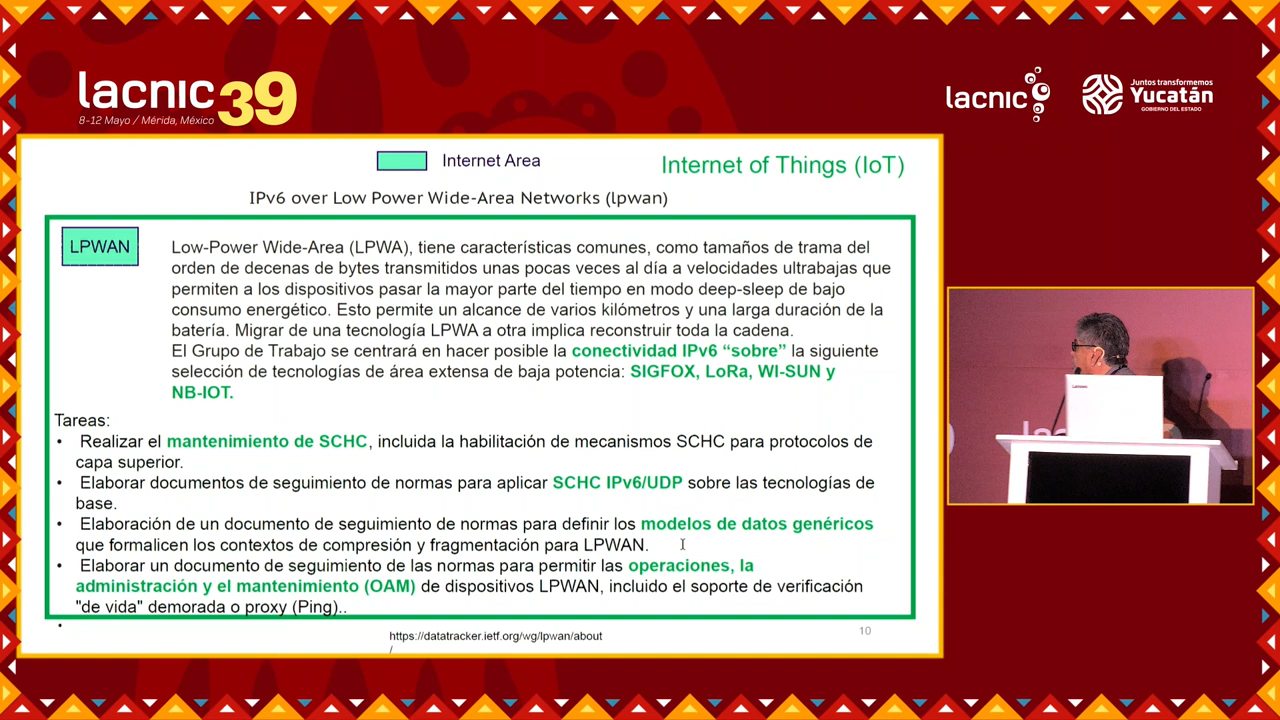 lacnic 39
8-12 Mayo / Mérida, México
lacnic
Juntos transformemos
Yucatán
GOBIERNO DEL ESTADO
Internet Area
Internet of Things (IoT)
IPv6 over Low Power Wide-Area Networks (lpwan)
LPWAN
Low-Power Wide-Area (LPWA), tiene características comunes, como tamaños de trama del
orden de decenas de bytes transmitidos unas pocas veces al día a velocidades ultrabajas que
permiten a los dispositivos pasar la mayor parte del tiempo en modo deep-sleep de bajo
consumo energético. Esto permite un alcance de varios kilómetros y una larga duración de la
batería. Migrar de una tecnología LPWA a otra implica reconstruir toda la cadena.
El Grupo de Trabajo se centrará en hacer posible la conectividad IPv6 “sobre” la siguiente
selección de tecnologías de área extensa de baja potencia: SIGFOX, LoRa, WI-SUN y
NB-IOT.
Tareas:
• Realizar el mantenimiento de SCHC, incluida la habilitación de mecanismos SCHC para protocolos de
capa superior.
• Elaborar documentos de seguimiento de normas para aplicar SCHC IPv6/UDP sobre las tecnologías de
base.
• Elaboración de un documento de seguimiento de normas para definir los modelos de datos genéricos
que formalicen los contextos de compresión y fragmentación para LPWAN.
• Elaborar un documento de seguimiento de las normas para permitir las operaciones, la
administración y el mantenimiento (OAM) de dispositivos LPWAN, incluido el soporte de verificación
"de vida" demorada o proxy (Ping)..
•
https://datatracker.ietf.org/wg/lpwan/about
/
10
Lenovo